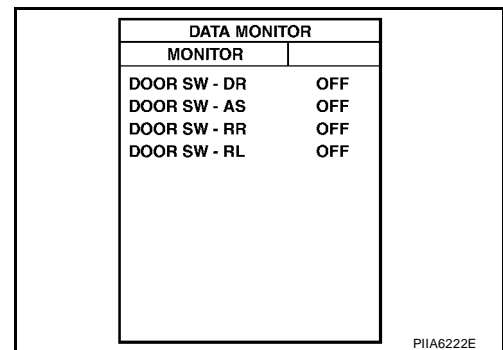 DATA MONITOR
MONITOR
DOOR SW - DR OFF
DOOR SW - AS OFF
DOOR SW - RR OFF
DOOR SW - RL OFF
PIIA6222E